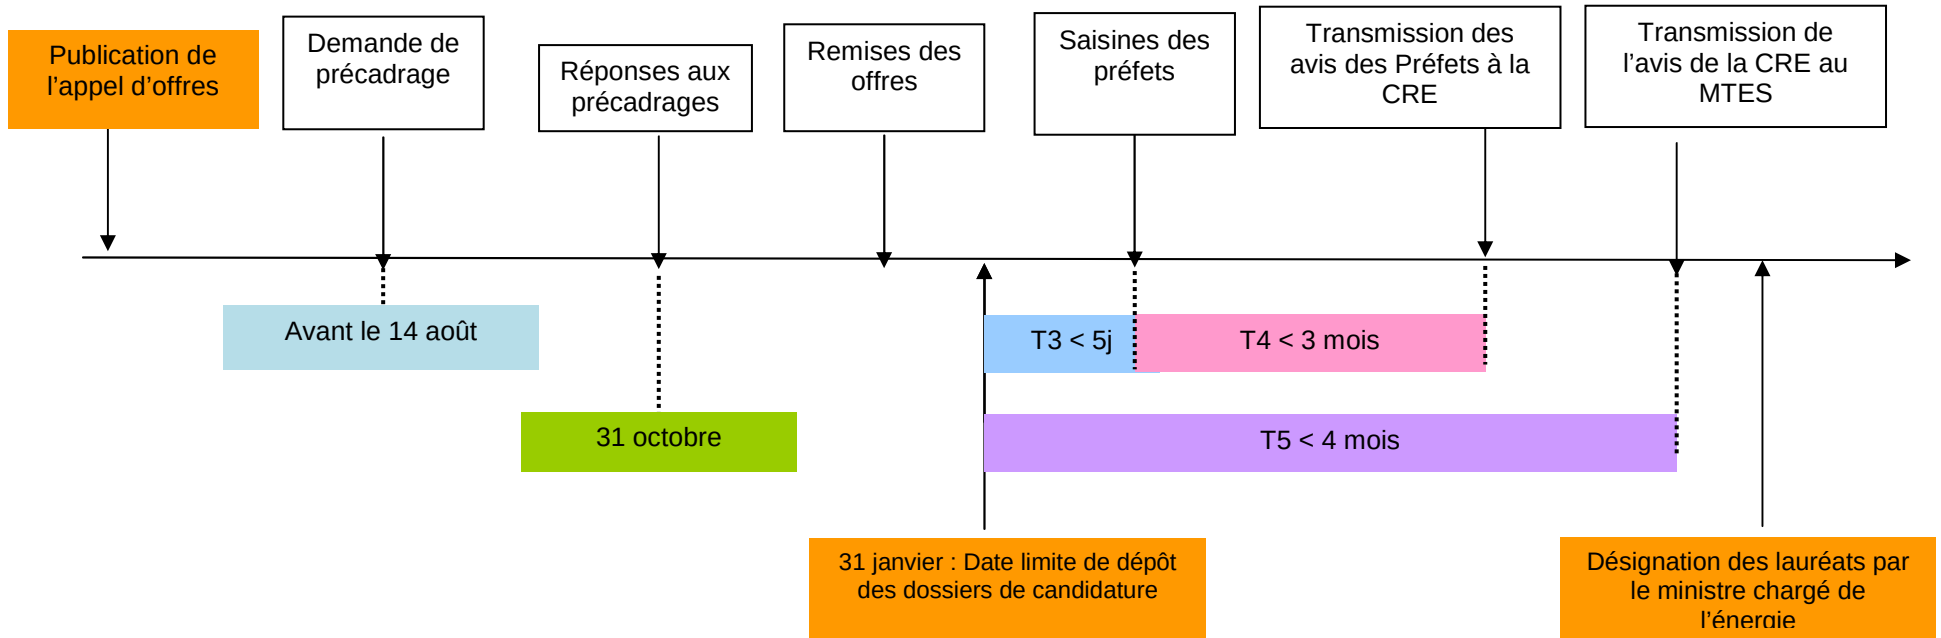 Publication de
l’appel d’offres
Demande de
précadrage
Réponses aux
précadrages
Remises des
offres
Saisines des
préfets
Transmission des
avis des Préfets à la
CRE
Transmission de
l’avis de la CRE au
MTES
Avant le 14 août
31 octobre
T3 < 5j
T4 < 3 mois
T5 < 4 mois
31 janvier : Date limite de dépôt
des dossiers de candidature
Désignation des lauréats par
le ministre chargé de
l’énergie